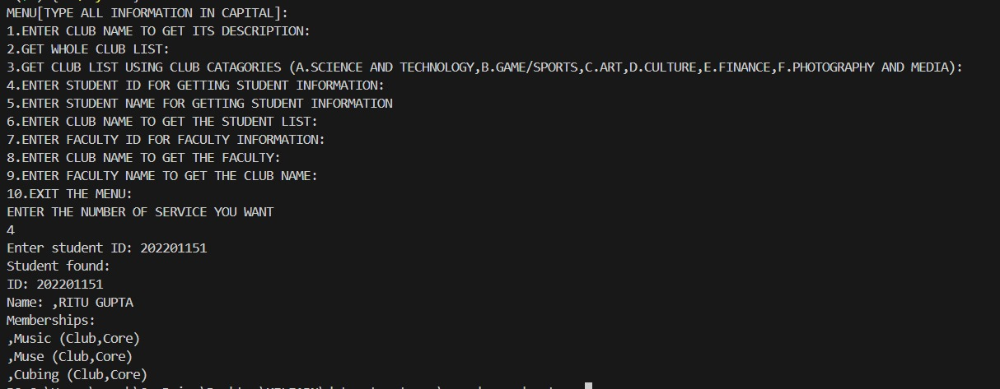 MENU[TYPE ALL INFORMATION IN CAPITAL]:
1.ENTER CLUB NAME TO GET ITS DESCRIPTION:
2.GET WHOLE CLUB LIST:
3.GET CLUB LIST USING CLUB CATAGORIES (A.SCIENCE AND TECHNOLOGY,B.GAME/SPORTS,C.ART,D.CULTURE,E.FINANCE,F.PHOTOGRAPHY AND MEDIA):
4.ENTER STUDENT ID FOR GETTING STUDENT INFORMATION:
5.ENTER STUDENT NAME FOR GETTING STUDENT INFORMATION
6.ENTER CLUB NAME TO GET THE STUDENT LIST:
7.ENTER FACULTY ID FOR FACULTY INFORMATION:
8.ENTER CLUB NAME TO GET THE FACULTY:
9.ENTER FACULTY NAME TO GET THE CLUB NAME:
10.EXIT THE MENU:
ENTER THE NUMBER OF SERVICE YOU WANT
4
Enter student ID: 202201151
Student found:
ID: 202201151
Name: ,RITU GUPTA
Memberships:
,Music (Club,Core)
,Muse (Club,Core)
,Cubing (Club,Core)